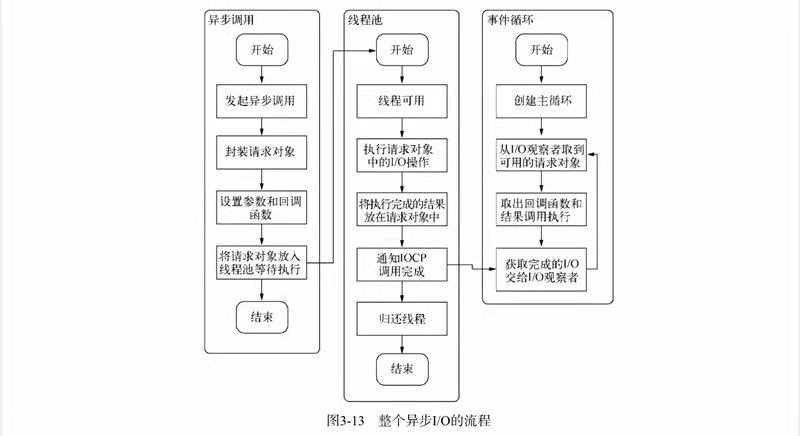 异步调用
开始
发起异步调用
封装请求对象
设置参数和回调
函数
将请求对象放入
线程池等待执行
结束
线程池
开始
线程可用
执行请求对象
中的I/O操作
将执行完成的结果
放在请求对象中
通知IOCP
调用完成
归还线程
结束
事件循环
开始
创建主循环
从I/O观察者取到
可用的请求对象
取出回调函数和
结果调用执行
获取完成的I/O
交给I/O观察者
图3-13 整个异步I/O的流程